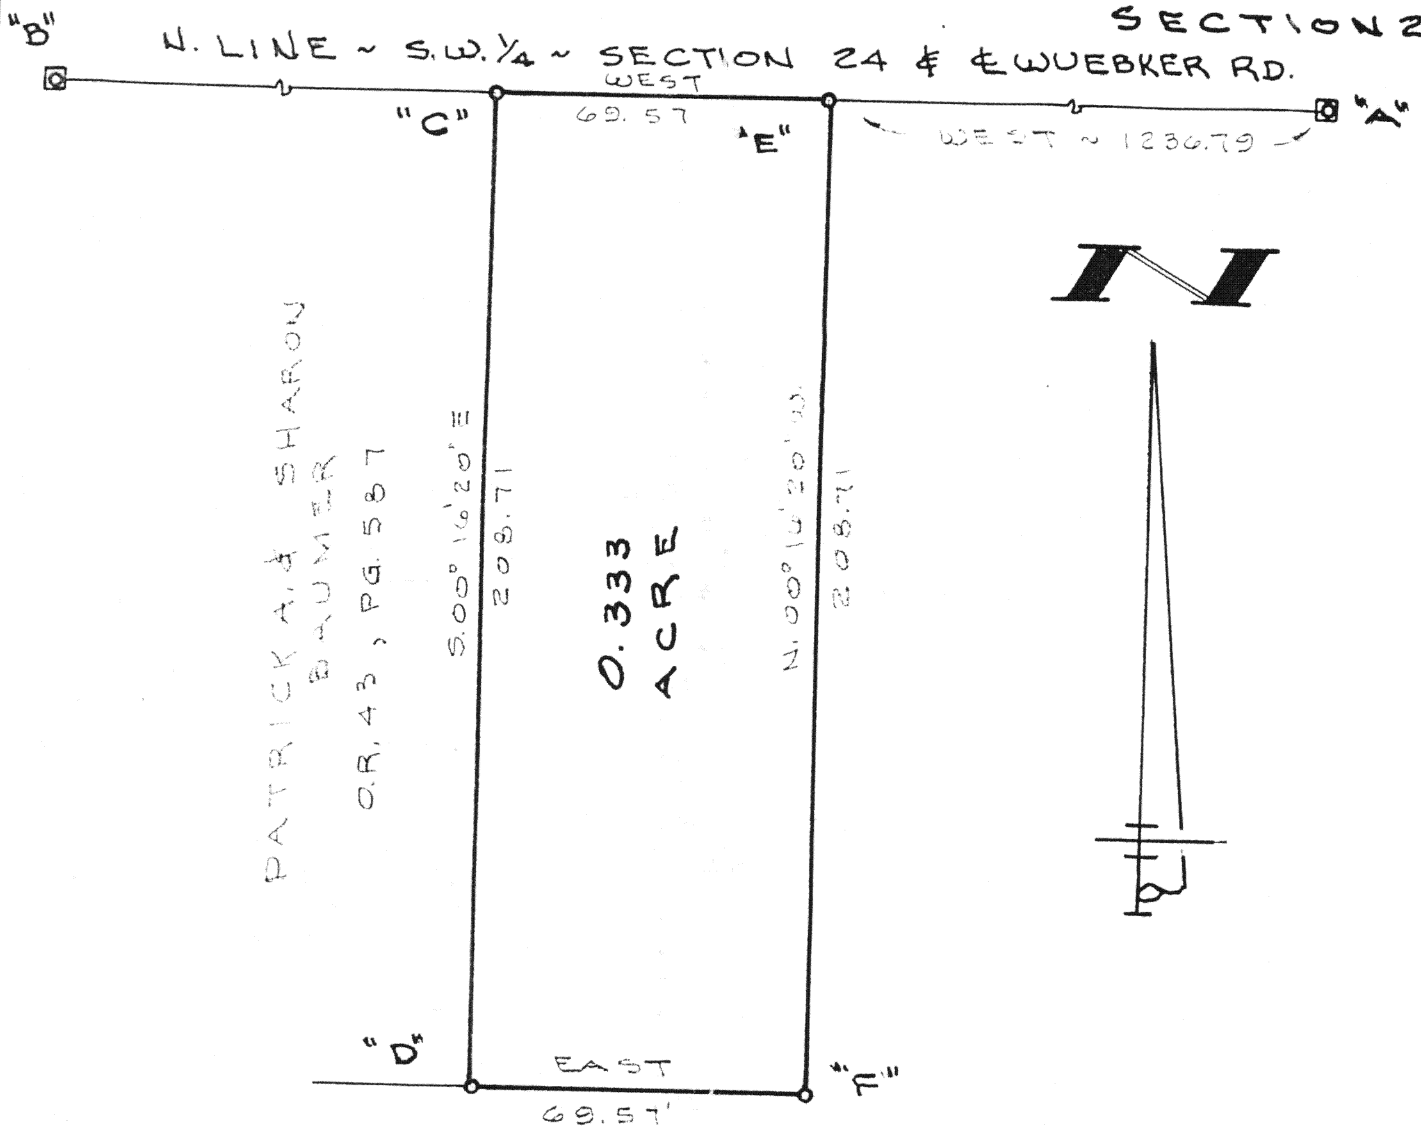 SECTION 2
"B"
N. LINE ~ S.W. ¼ ~ SECTION 24 & ℄ WUEBKER RD.
WEST
69.57
"C"
"E"
WEST ~ 1236.79
"A"
N
PATRICK A. & SHARON
BAUMER
O.R. 43, PG. 587
S.00° 16' 20" E
208.71
0.333
ACRE
N.00° 16' 20" W.
208.71
"D"
EAST
69.57'
"F"